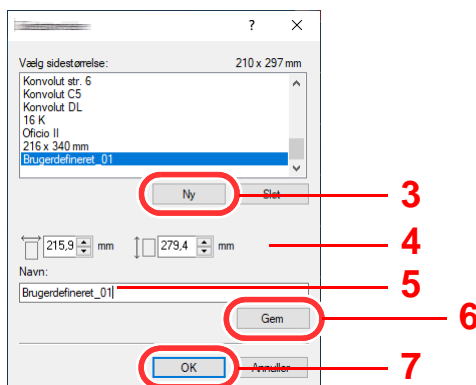 ? ×
Vælg sidestørrelse: 210 x 297 mm
Konvolut str. 6
Konvolut C5
Konvolut DL
16 K
Oficio II
216 x 340 mm
Brugerdefineret_01
Ny Slet 3
215,9 mm 279,4 mm 4
Navn:
5
Brugerdefineret_01
Gem 6
OK Annuller 7